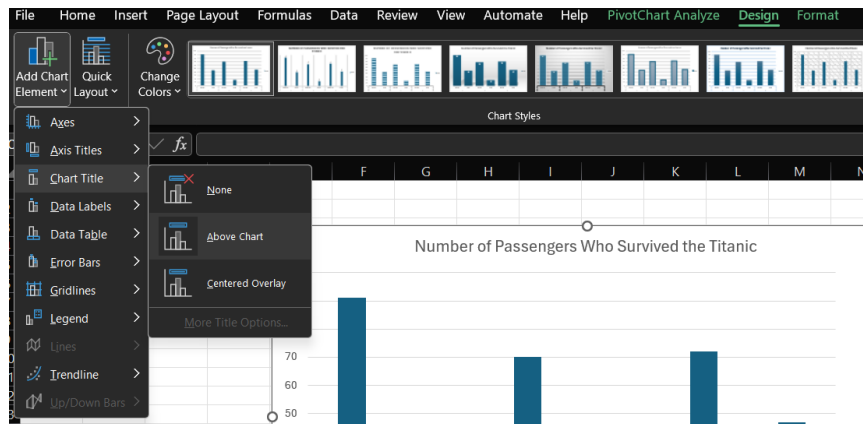 File Home Insert Page Layout Formulas Data Review View Automate Help PivotChart Analyze Design Format
Add Chart Element
Quick Layout
Change Colors
Chart Styles
Axes
Axis Titles
Chart Title
Data Labels
Data Table
Error Bars
Gridlines
Legend
Lines
Trendline
Up/Down Bars
None
Above Chart
Centered Overlay
More Title Options...
fx
F G H I J K L M N
Number of Passengers Who Survived the Titanic
70
60
50